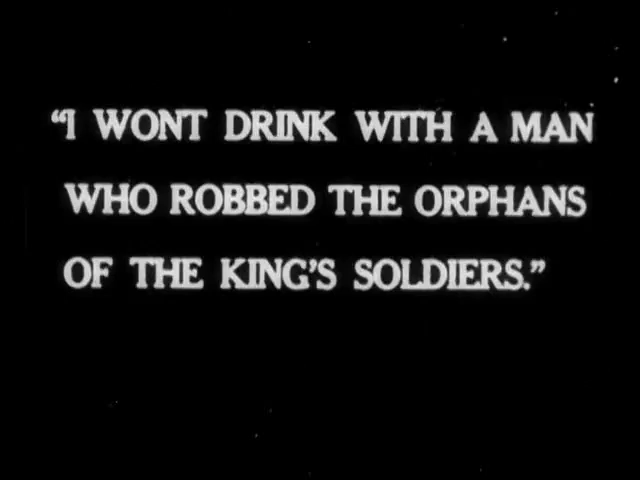 “I WONT DRINK WITH A MAN
WHO ROBBED THE ORPHANS
OF THE KING'S SOLDIERS.”